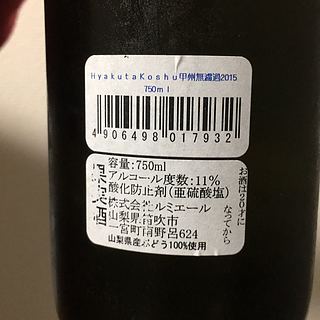 HyakutaKoshu甲州無濾過2015
750ml
4 906498 017932
果実酒
容量:750ml
アルコール度数:11%
酸化防止剤(亜硫酸塩)
株式会社ルミエール
山梨県笛吹市
一宮町南野呂624
山梨県産ぶどう100%使用
お酒は20才に
なってから